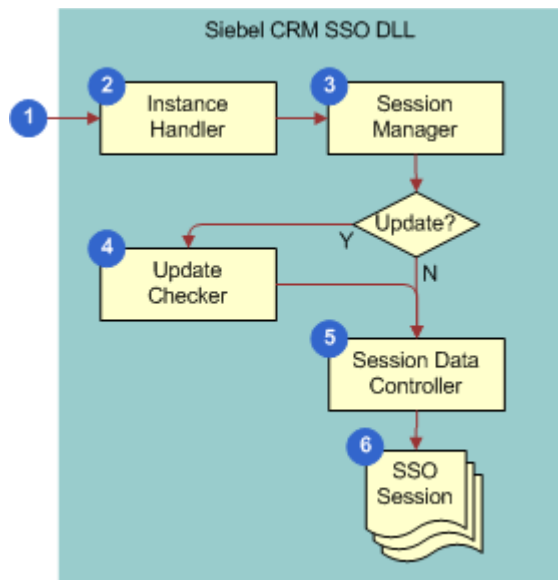 Siebel CRM SSO DLL
1
2
Instance
Handler
3
Session
Manager
Update?
Y
N
4
Update
Checker
5
Session Data
Controller
6
SSO
Session